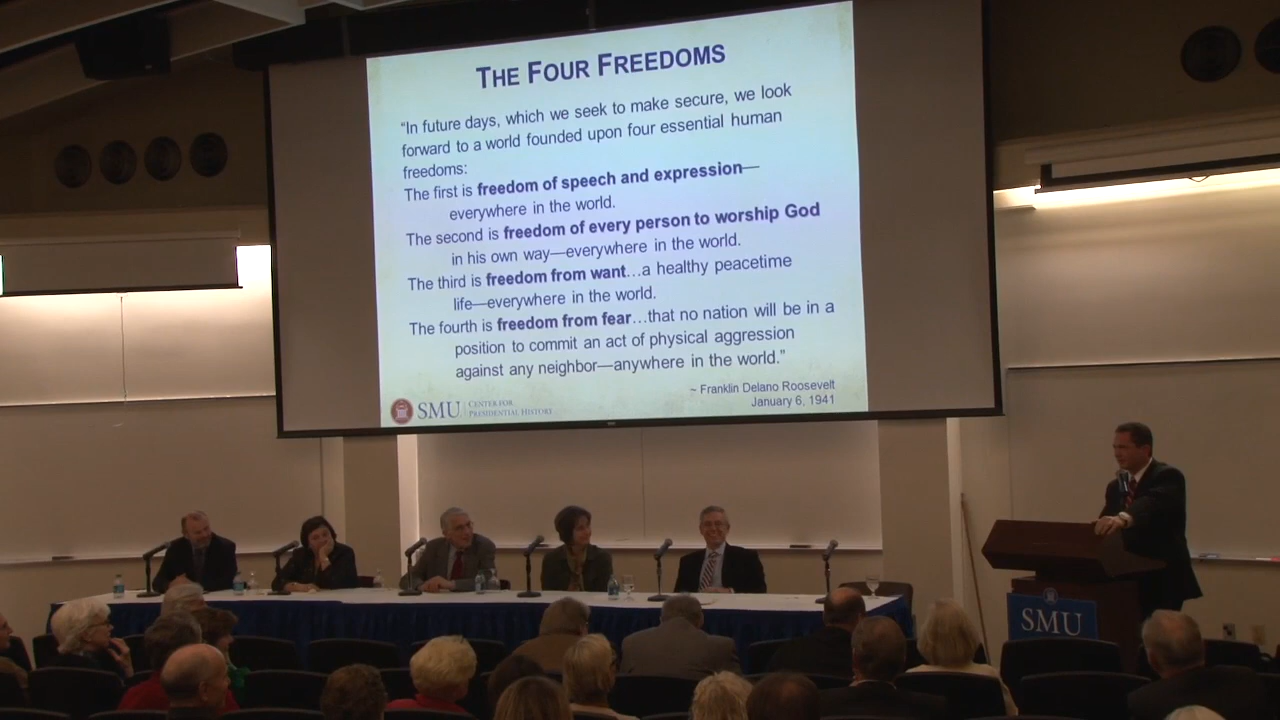 THE FOUR FREEDOMS
“In future days, which we seek to make secure, we look
forward to a world founded upon four essential human
freedoms:
The first is freedom of speech and expression—
everywhere in the world.
The second is freedom of every person to worship God
in his own way—everywhere in the world.
The third is freedom from want…a healthy peacetime
life—everywhere in the world.
The fourth is freedom from fear…that no nation will be in a
position to commit an act of physical aggression
against any neighbor—anywhere in the world.”
~ Franklin Delano Roosevelt
January 6, 1941
SMU
CENTER FOR
PRESIDENTIAL HISTORY
SMU